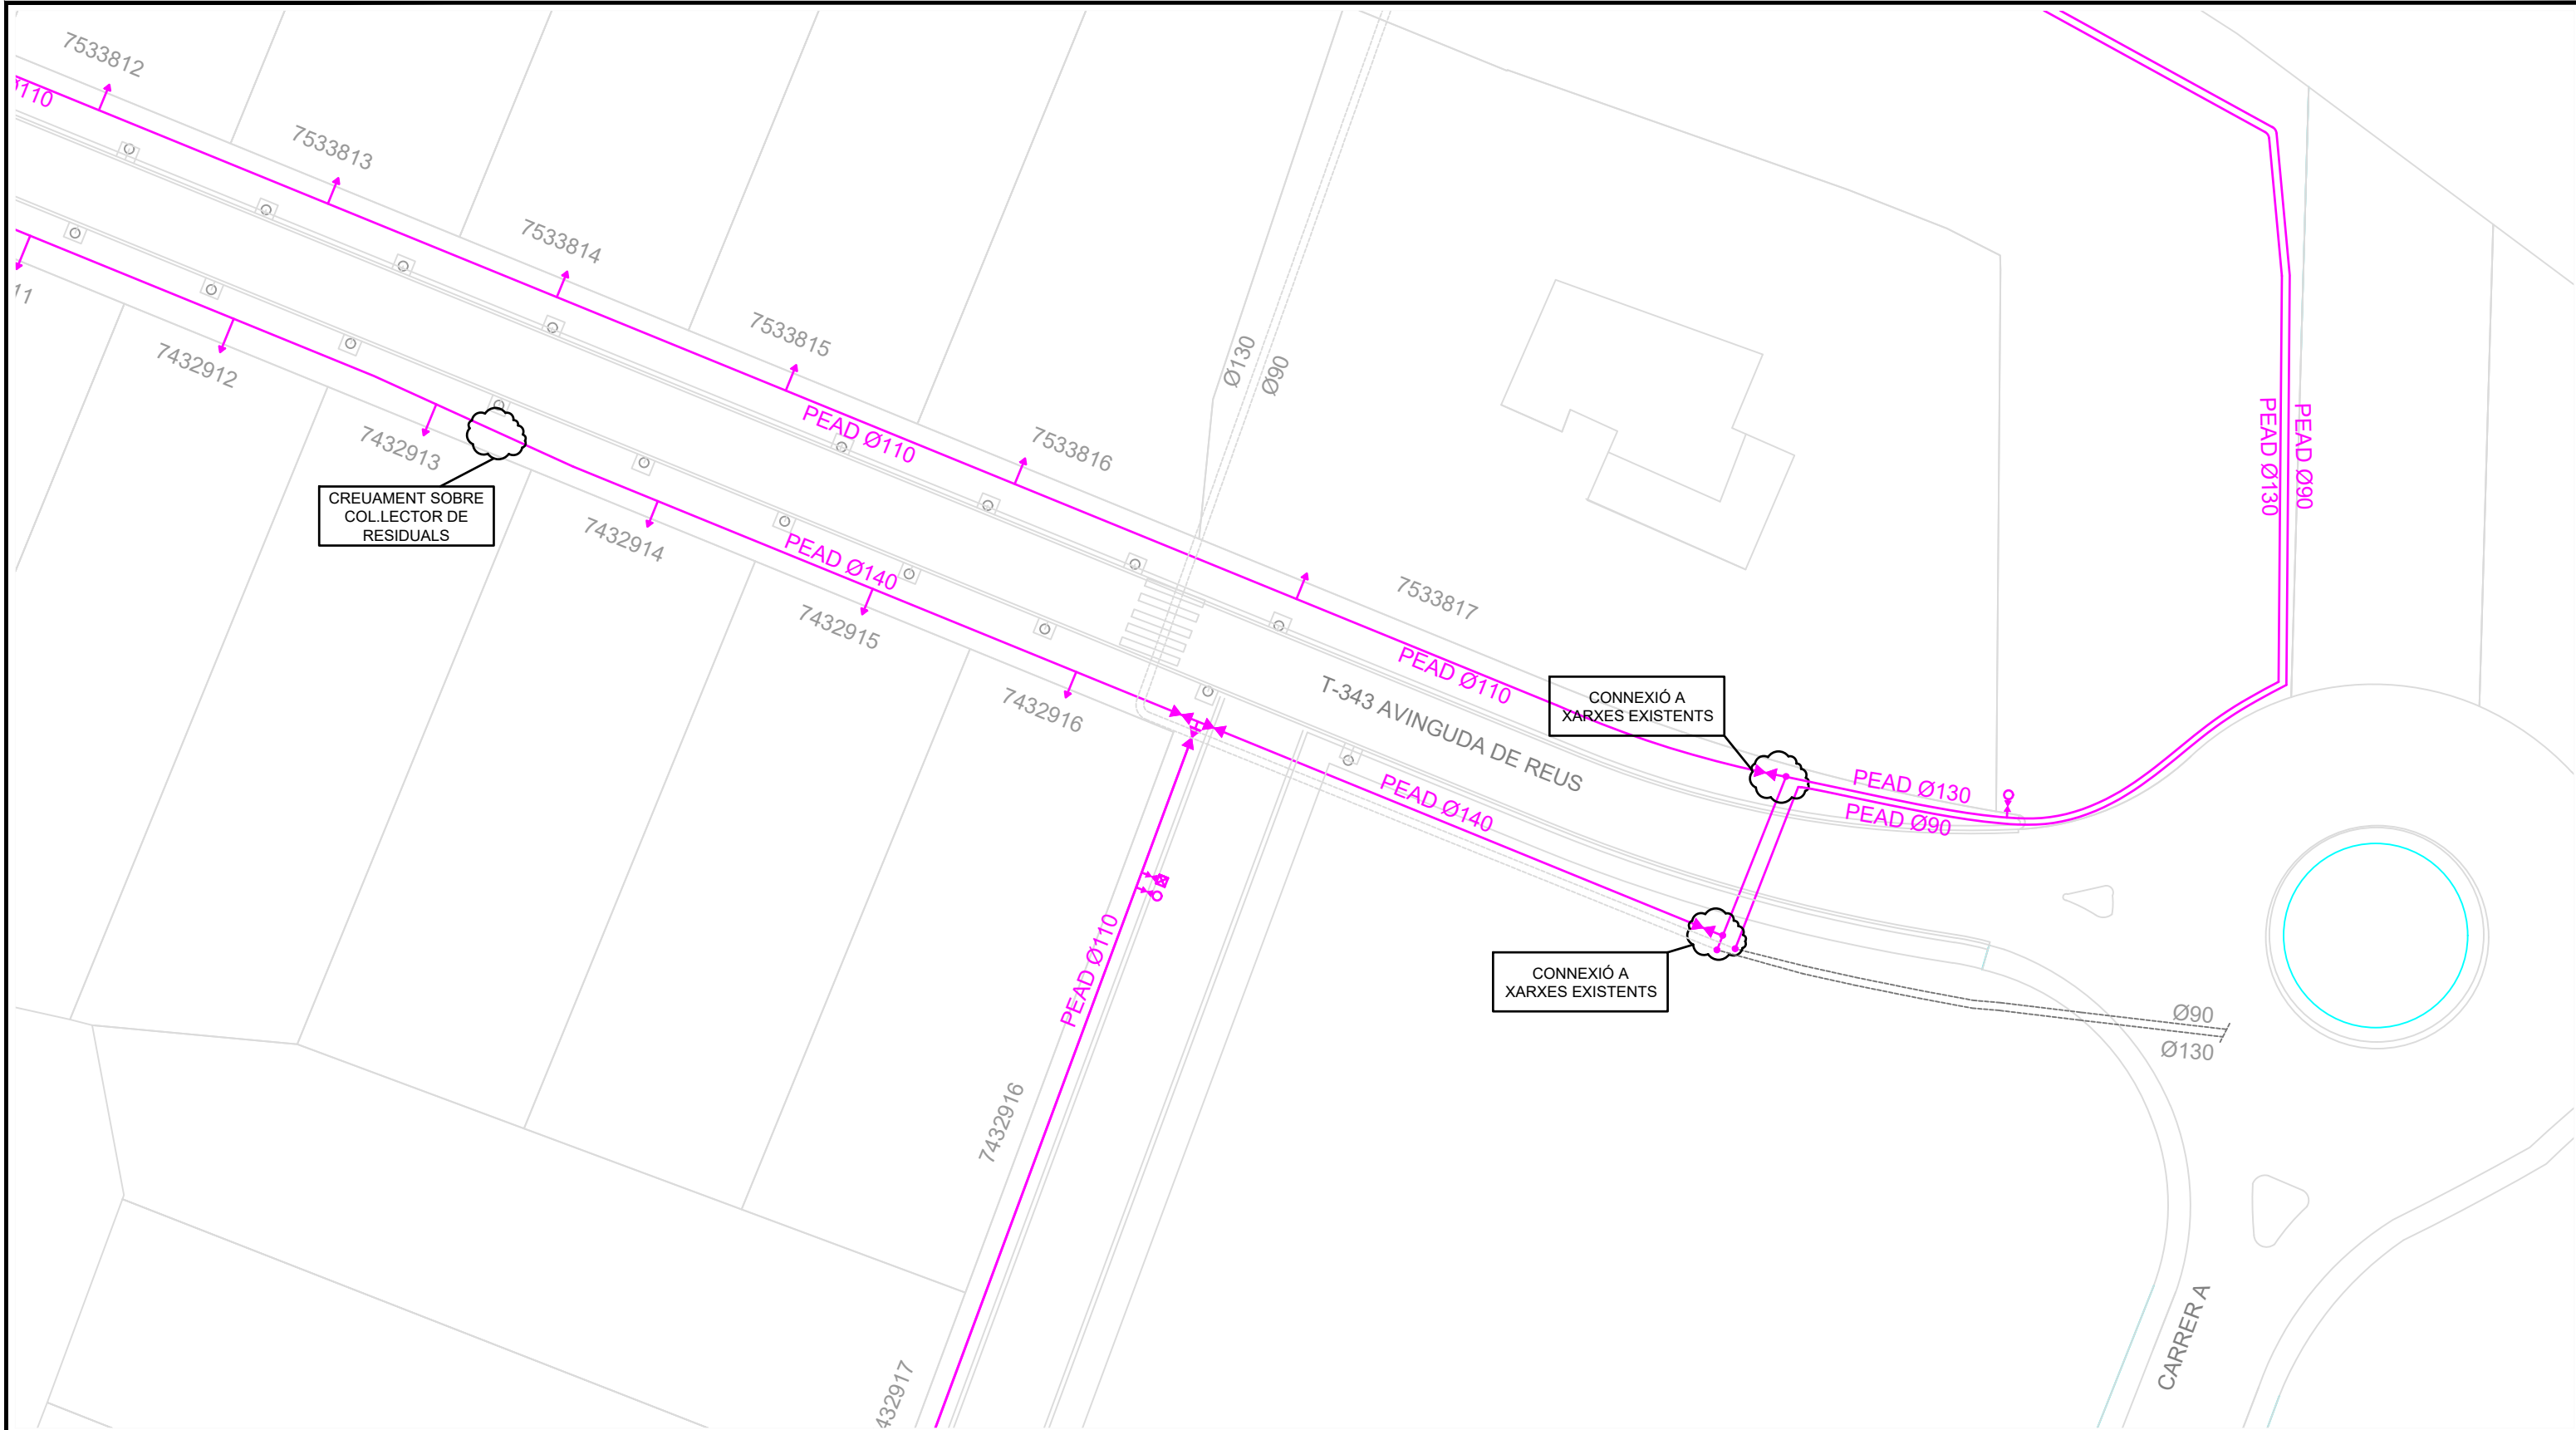 7533812
Ø110
7533813
7533814
7533815
7533816
7533817
11
7432912
7432913
7432914
7432915
7432916
CREUAMENT SOBRE
COL.LECTOR DE
RESIDUALS
PEAD Ø110
PEAD Ø140
Ø130
Ø90
PEAD Ø130
PEAD Ø90
PEAD Ø110
T-343 AVINGUDA DE REUS
CONNEXIÓ A
XARXES EXISTENTS
PEAD Ø130
PEAD Ø90
PEAD Ø140
PEAD Ø110
CONNEXIÓ A
XARXES EXISTENTS
Ø90
Ø130
7432916
432917
CARRER A